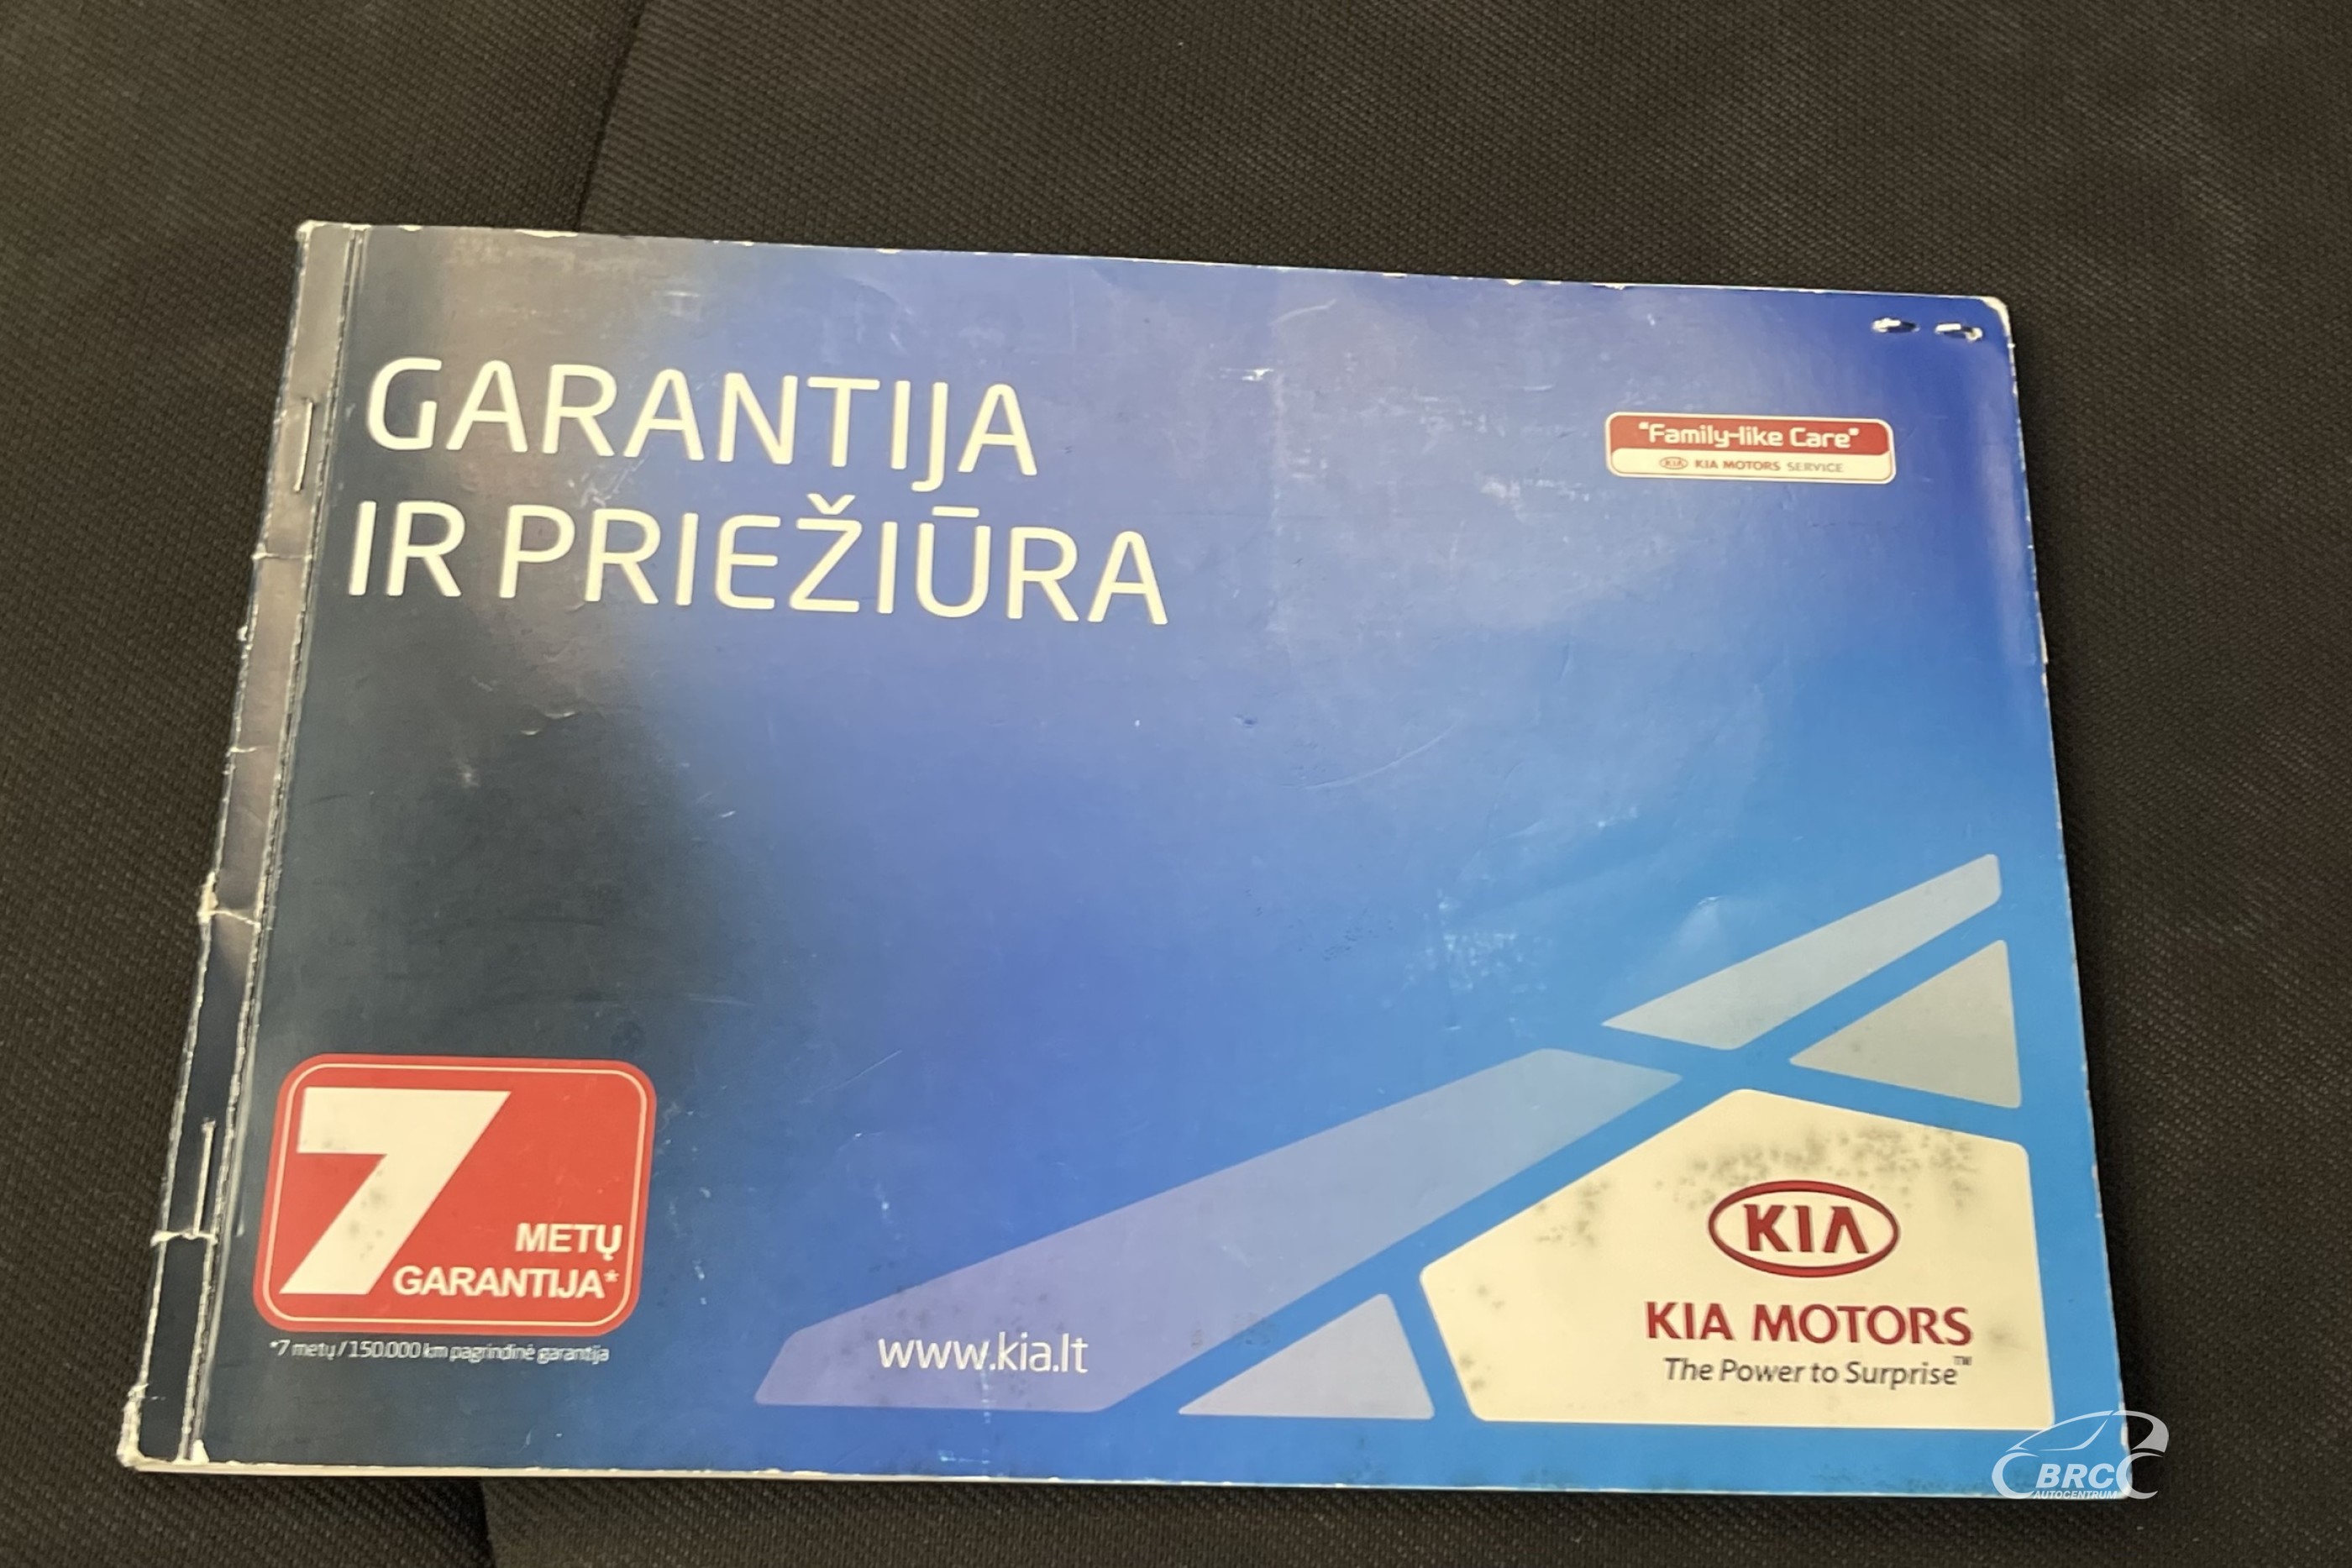 GARANTIJA
IR PRIEŽIŪRA
"Family-like Care"
KIA KIA MOTORS SERVICE
7
METŲ
GARANTIJA*
*7 metų / 150.000 km pagrindinė garantija
www.kia.lt
KIA
KIA MOTORS
The Power to Surprise™
BRC
AUTOCENTRUM